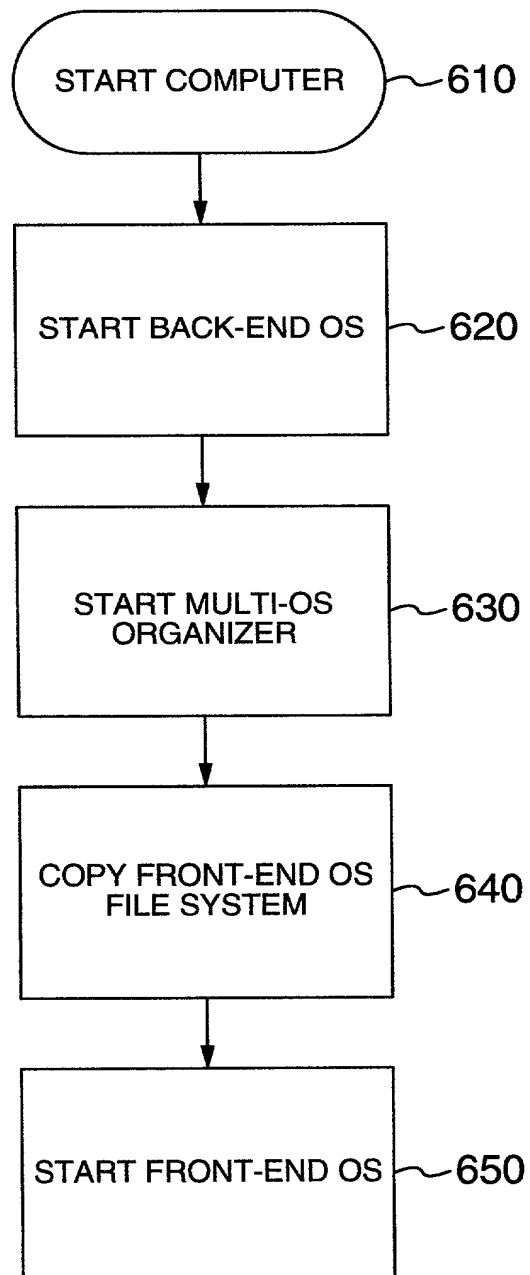 START COMPUTER 610
START BACK-END OS 620
START MULTI-OS
ORGANIZER
630
COPY FRONT-END OS
FILE SYSTEM
640
START FRONT-END OS 650